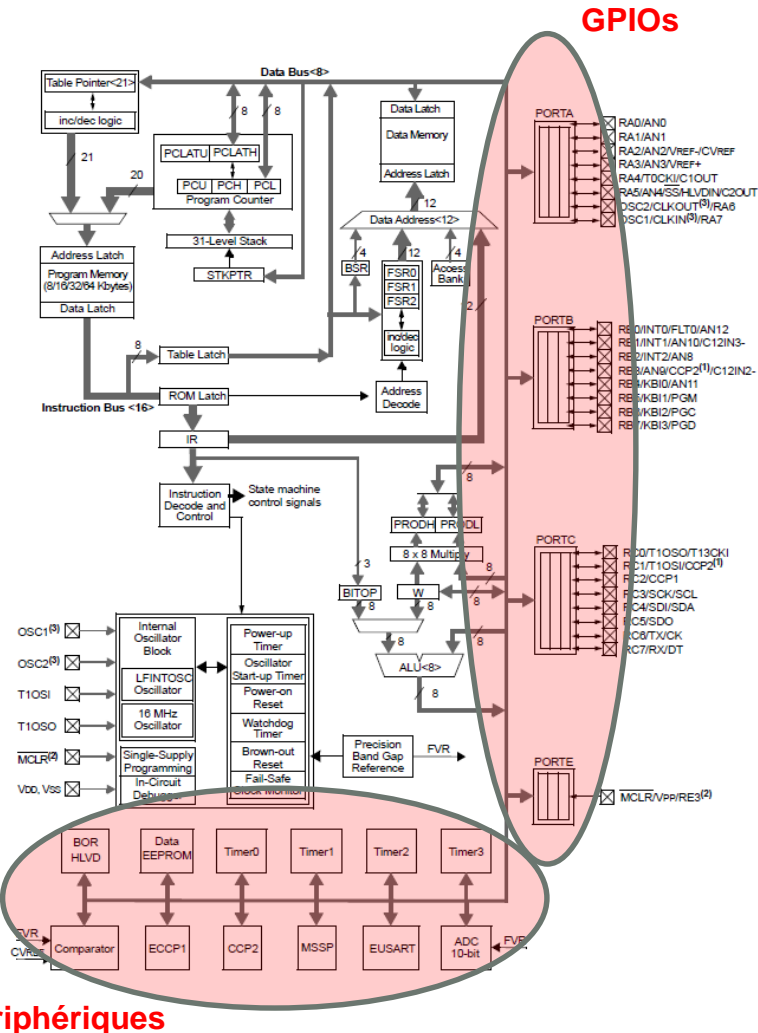 GPIOs
Data Bus<8>
Table Pointer<21>
inc/dec logic
21
20
8
8
PCLATU PCLATH
PCU PCH PCL
Program Counter
31-Level Stack
STKPTR
Data Latch
Data Memory
Address Latch
12
Data Address<12>
4
12
4
BSR
FSR0
FSR1
FSR2
inc/dec
logic
Access
Bank
12
Address
Decode
Address Latch
Program Memory
(8/16/32/64 Kbytes)
Data Latch
8
Table Latch
ROM Latch
Instruction Bus <16>
IR
Instruction
Decode and
Control
State machine
control signals
8
PRODH PRODL
8 x 8 Multiply
3
BITOP
W
8
8
8
8
8
8
8
ALU<8>
8
PORTA
RA0/AN0
RA1/AN1
RA2/AN2/VREF-/CVREF
RA3/AN3/VREF+
RA4/T0CKI/C1OUT
RA5/AN4/SS/HLVDIN/C2OUT
OSC2/CLKOUT(3)/RA6
OSC1/CLKIN(3)/RA7
PORTB
RB0/INT0/FLT0/AN12
RB1/INT1/AN10/C12IN3-
RB2/INT2/AN8
RB3/AN9/CCP2(1)/C12IN2-
RB4/KBI0/AN11
RB5/KBI1/PGM
RB6/KBI2/PGC
RB7/KBI3/PGD
PORTC
RC0/T1OSO/T13CKI
RC1/T1OSI/CCP2(1)
RC2/CCP1
RC3/SCK/SCL
RC4/SDI/SDA
RC5/SDO
RC6/TX/CK
RC7/RX/DT
PORTE
MCLR/VPP/RE3(2)
OSC1(3)
OSC2(3)
T1OSI
T1OSO
MCLR(2)
VDD, VSS
Internal
Oscillator
Block
LFINTOSC
Oscillator
16 MHz
Oscillator
Single-Supply
Programming
In-Circuit
Debugger
Power-up
Timer
Oscillator
Start-up Timer
Power-on
Reset
Watchdog
Timer
Brown-out
Reset
Fail-Safe
Clock Monitor
Precision
Band Gap
Reference
FVR
BOR
HLVD
Data
EEPROM
Timer0
Timer1
Timer2
Timer3
FVR
CVREF
Comparator
ECCP1
CCP2
MSSP
EUSART
ADC
10-bit
FVR
riphériques